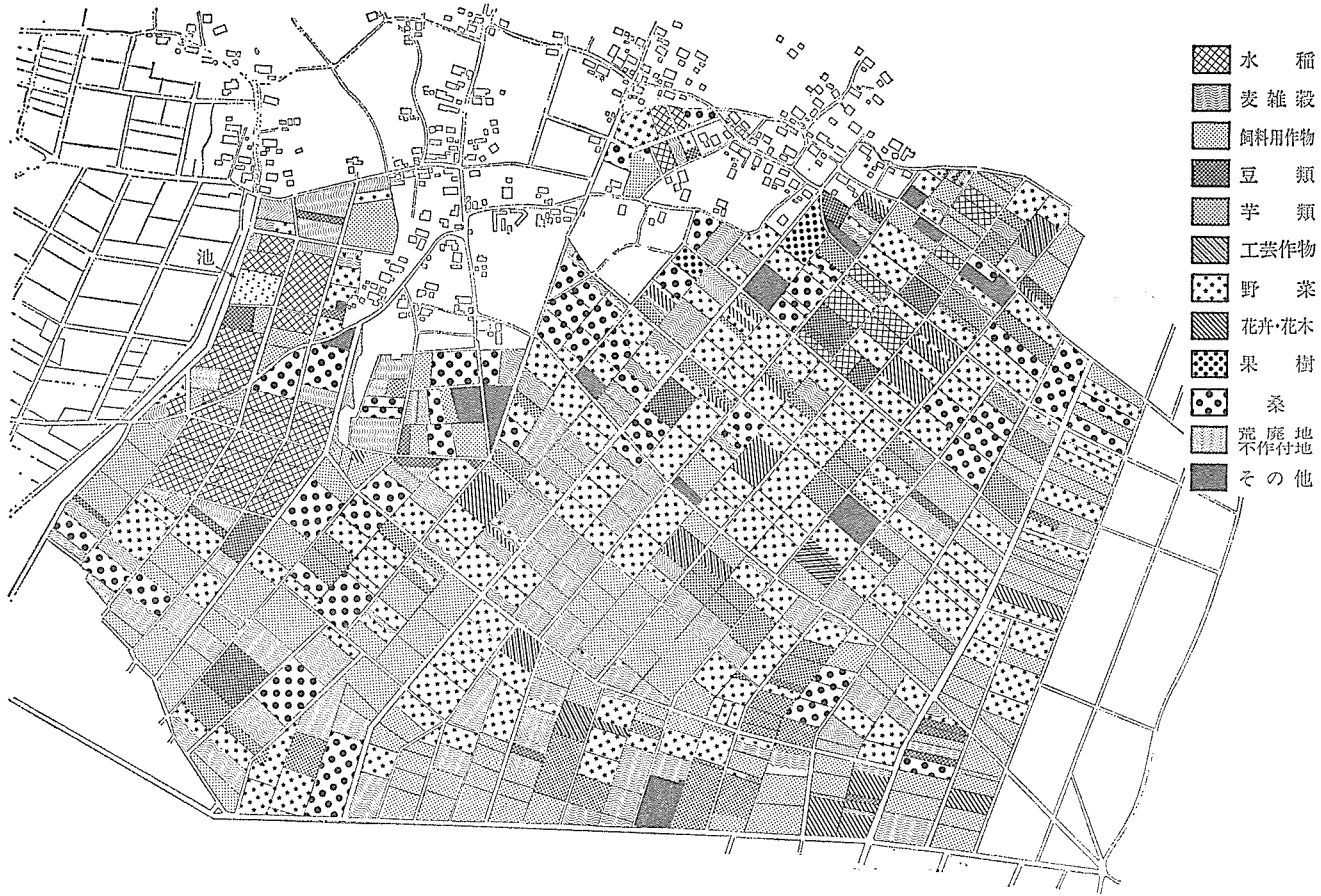 水稲
麦雑穀
飼料用作物
豆類
芋類
工芸作物
野菜
花卉・花木
果樹
桑
荒廃地
不作付地
その他
池